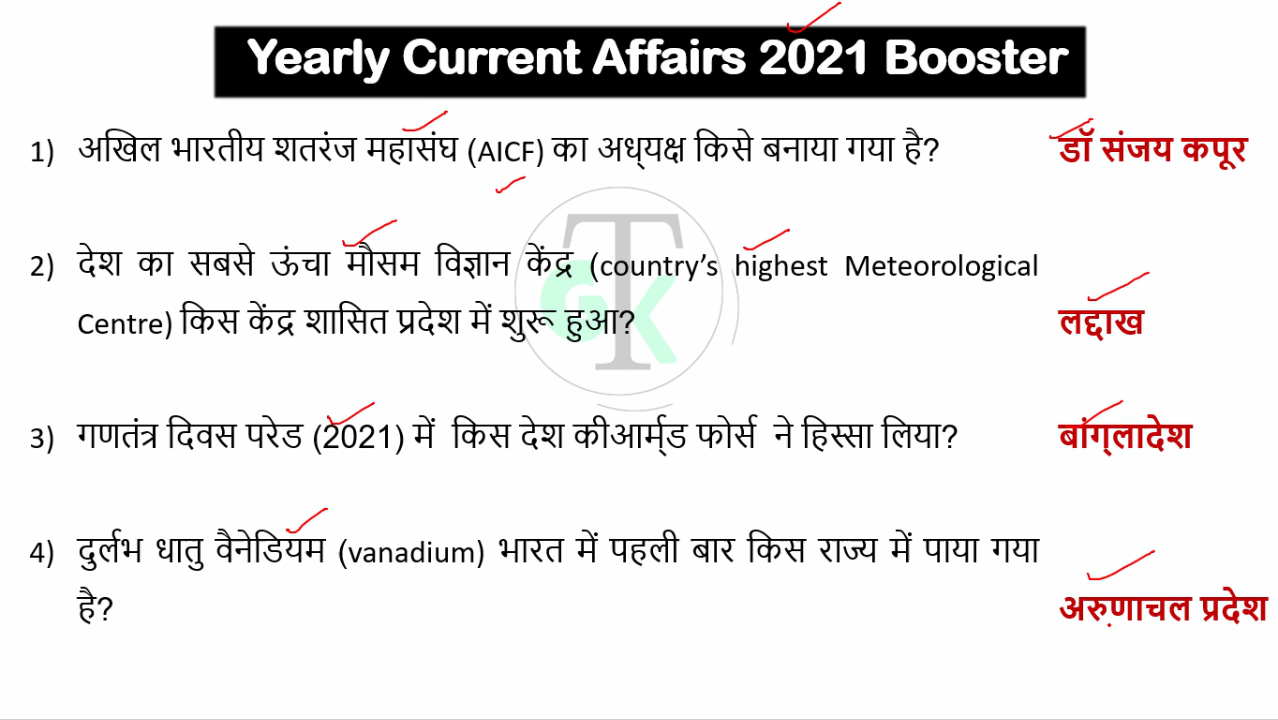 Yearly Current Affairs 2021 Booster
1) अखिल भारतीय शतरंज महासंघ (AICF) का अध्यक्ष किसे बनाया गया है? डॉ संजय कपूर
2) देश का सबसे ऊंचा मौसम विज्ञान केंद्र (country's highest Meteorological
Centre) किस केंद्र शासित प्रदेश में शुरू हुआ? लद्दाख
3) गणतंत्र दिवस परेड (2021) में किस देश कीआर्म्ड फोर्स ने हिस्सा लिया? बांग्लादेश
4) दुर्लभ धातु वैनेडियम (vanadium) भारत में पहली बार किस राज्य में पाया गया
है? अरुणाचल प्रदेश
GTK